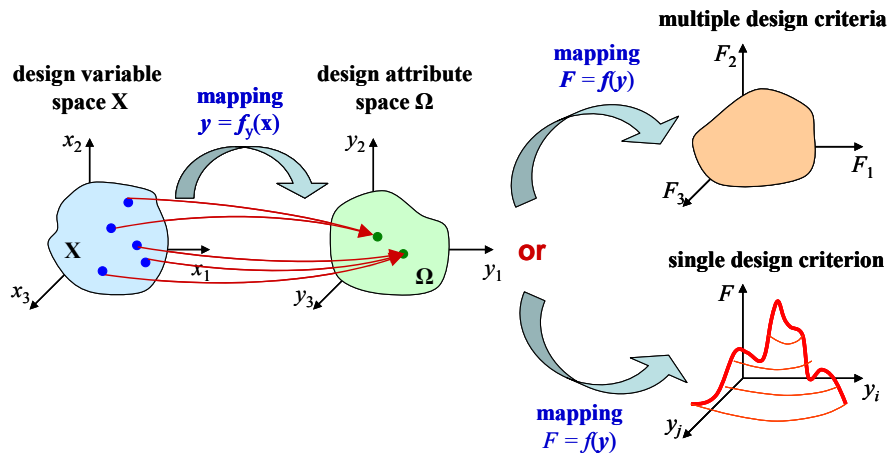 design variable
space X
mapping
y = fy(x)
design attribute
space Ω
mapping
F = f(y)
multiple design criteria
F2
F1
F3
x2
X
x1
x3
y2
Ω
y1
y3
or
mapping
F = f(y)
single design criterion
F
yi
yj